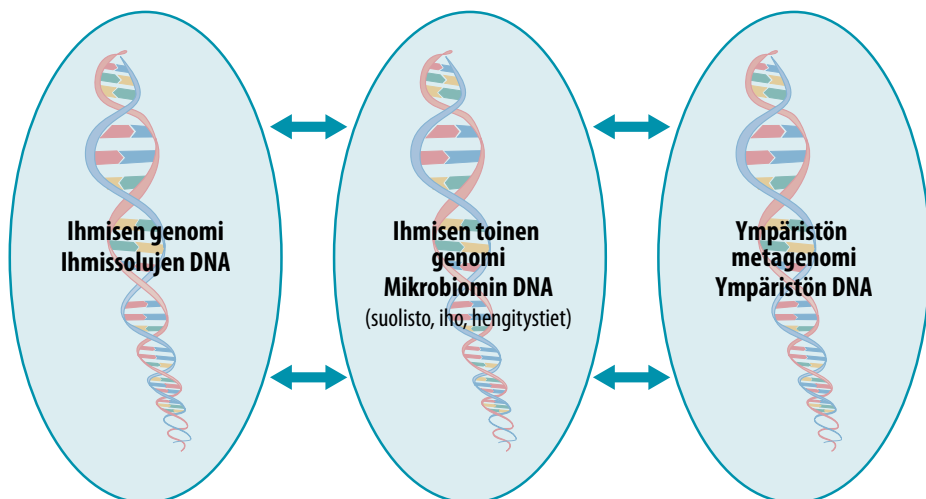 Ihmisen genomi
Ihmissolujen DNA
Ihmisen toinen
genomi
Mikrobiomin DNA
(suolisto, iho, hengitystiet)
Ympäristön
metagenomi
Ympäristön DNA